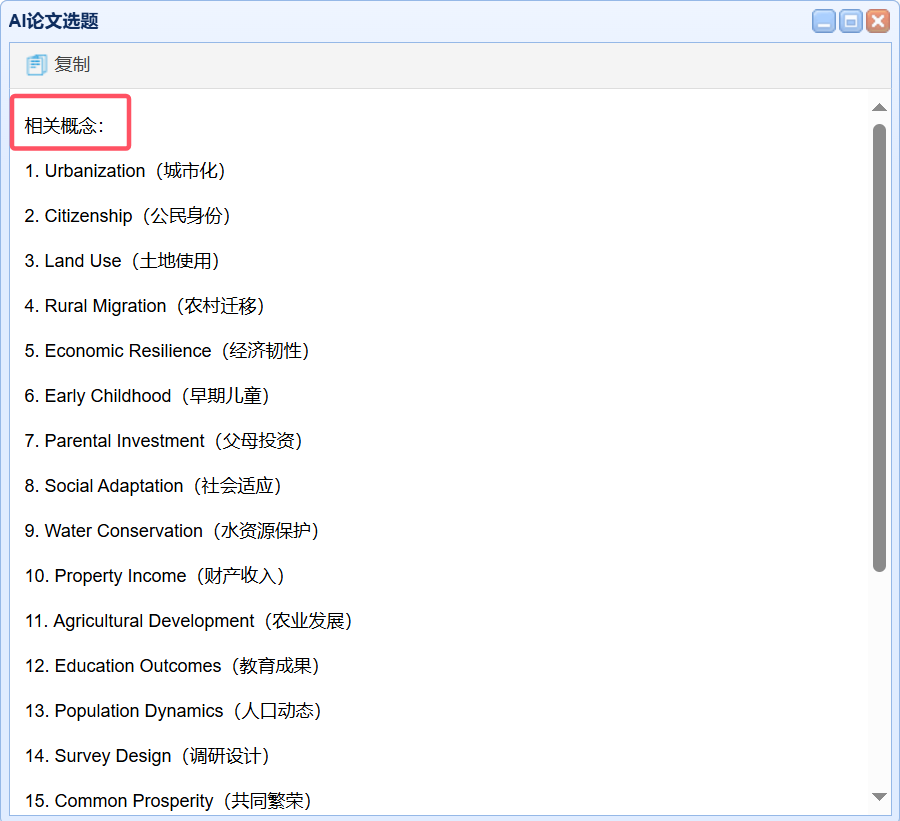 AI论文选题
复制
相关概念：
1. Urbanization（城市化）
2. Citizenship（公民身份）
3. Land Use（土地使用）
4. Rural Migration（农村迁移）
5. Economic Resilience（经济韧性）
6. Early Childhood（早期儿童）
7. Parental Investment（父母投资）
8. Social Adaptation（社会适应）
9. Water Conservation（水资源保护）
10. Property Income（财产收入）
11. Agricultural Development（农业发展）
12. Education Outcomes（教育成果）
13. Population Dynamics（人口动态）
14. Survey Design（调研设计）
15. Common Prosperity（共同繁荣）